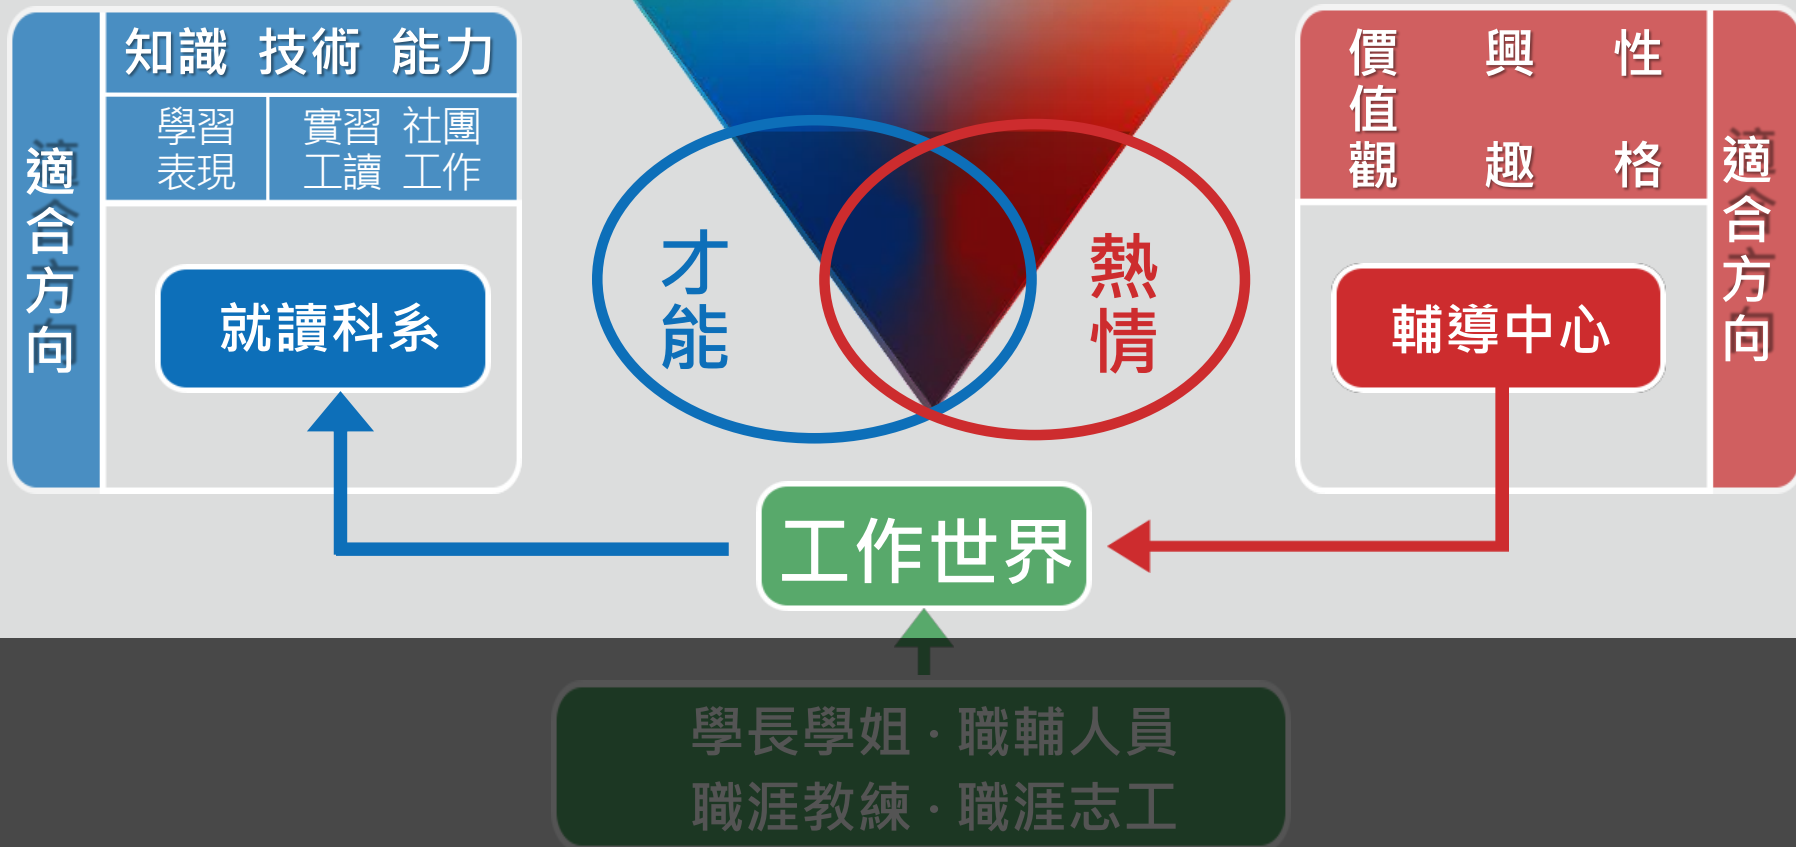 適合方向
知識 技術 能力
學習
表現
實習 社團
工讀 工作
就讀科系
才能
熱情
價值觀
興趣
性格
適合方向
輔導中心
工作世界
學長學姐·職輔人員
職涯教練·職涯志工